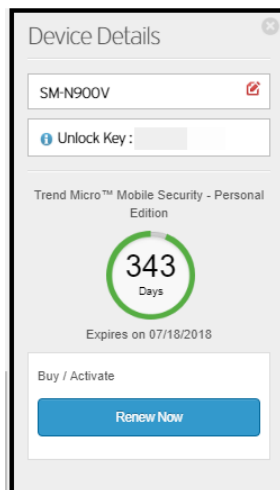 Device Details
SM-N900V
Unlock Key :
Trend Micro™ Mobile Security - Personal
Edition
343
Days
Expires on 07/18/2018
Buy / Activate
Renew Now